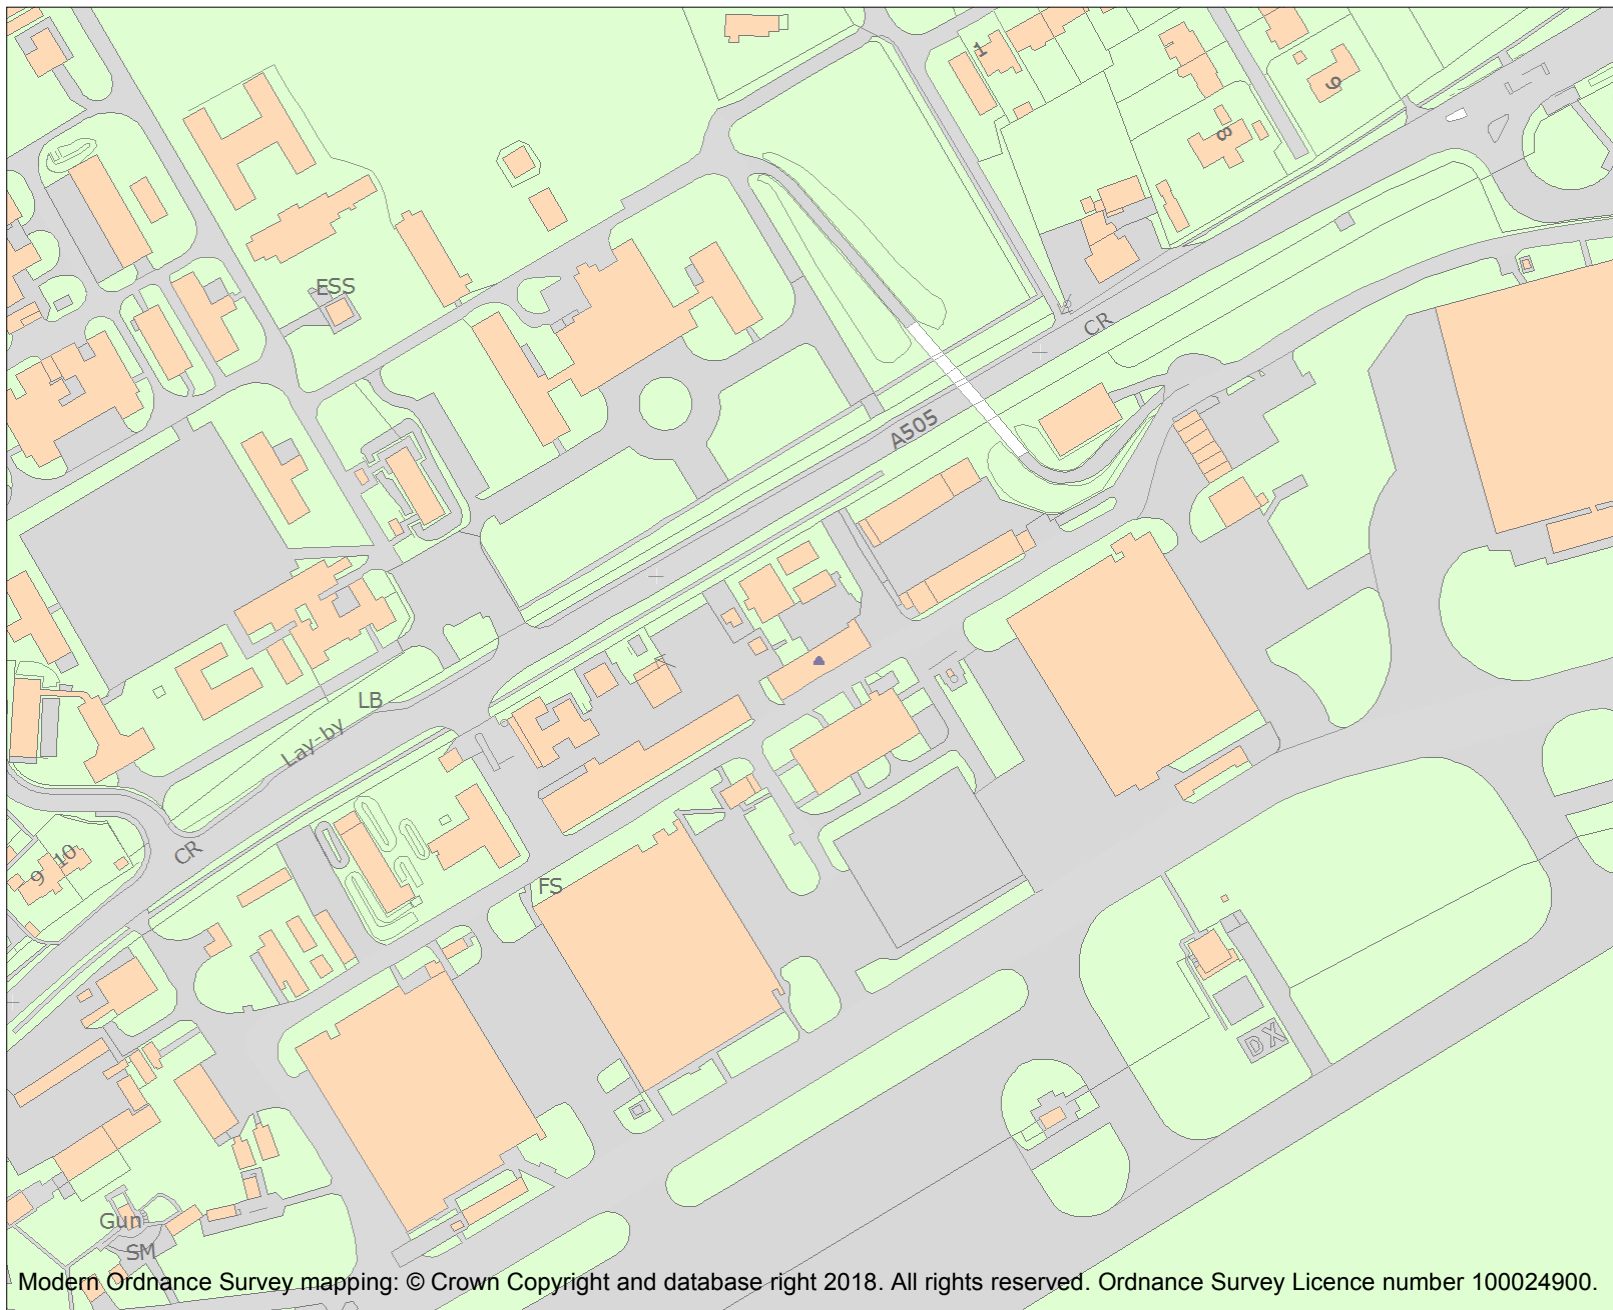 1
9
8
ESS
CR
A505
LB
Lay-by
CR
10
9
FS
DX
Gun
SM
Modern Ordnance Survey mapping: © Crown Copyright and database right 2018. All rights reserved. Ordnance Survey Licence number 100024900.